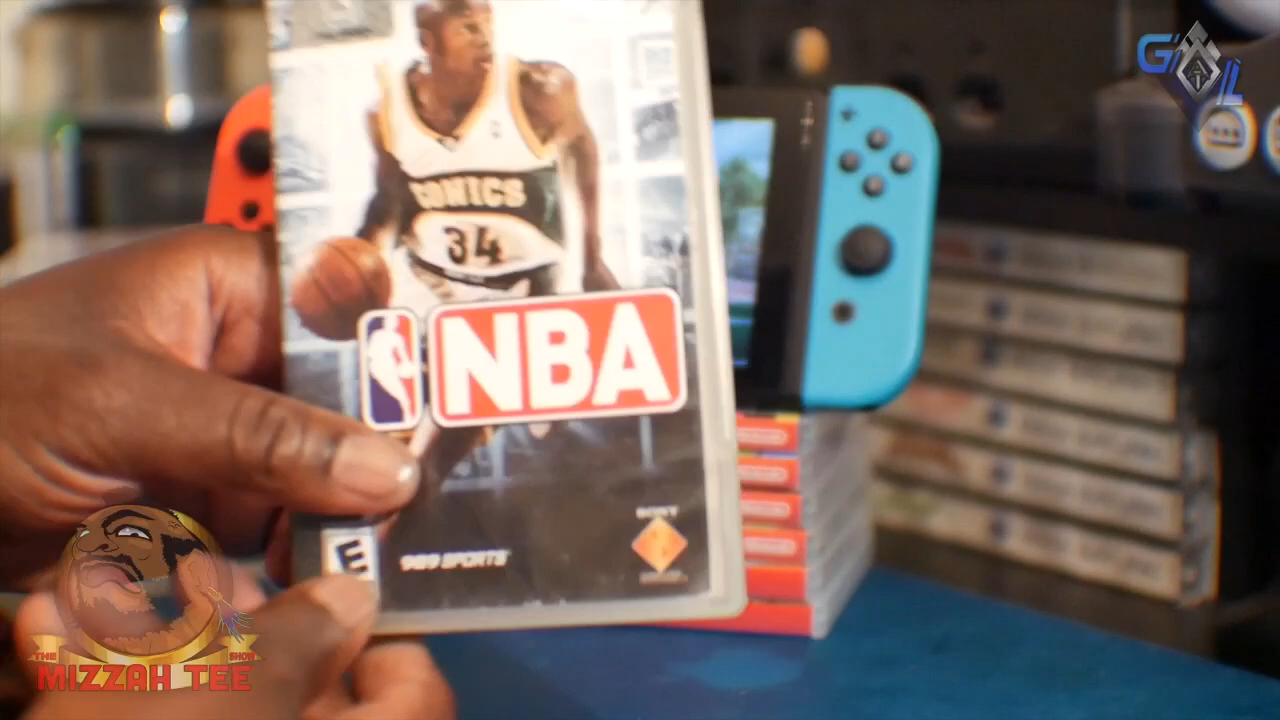 SONICS
34
NBA
E
989 SPORTS
SONY
THE SHOW
MIZZAH TEE